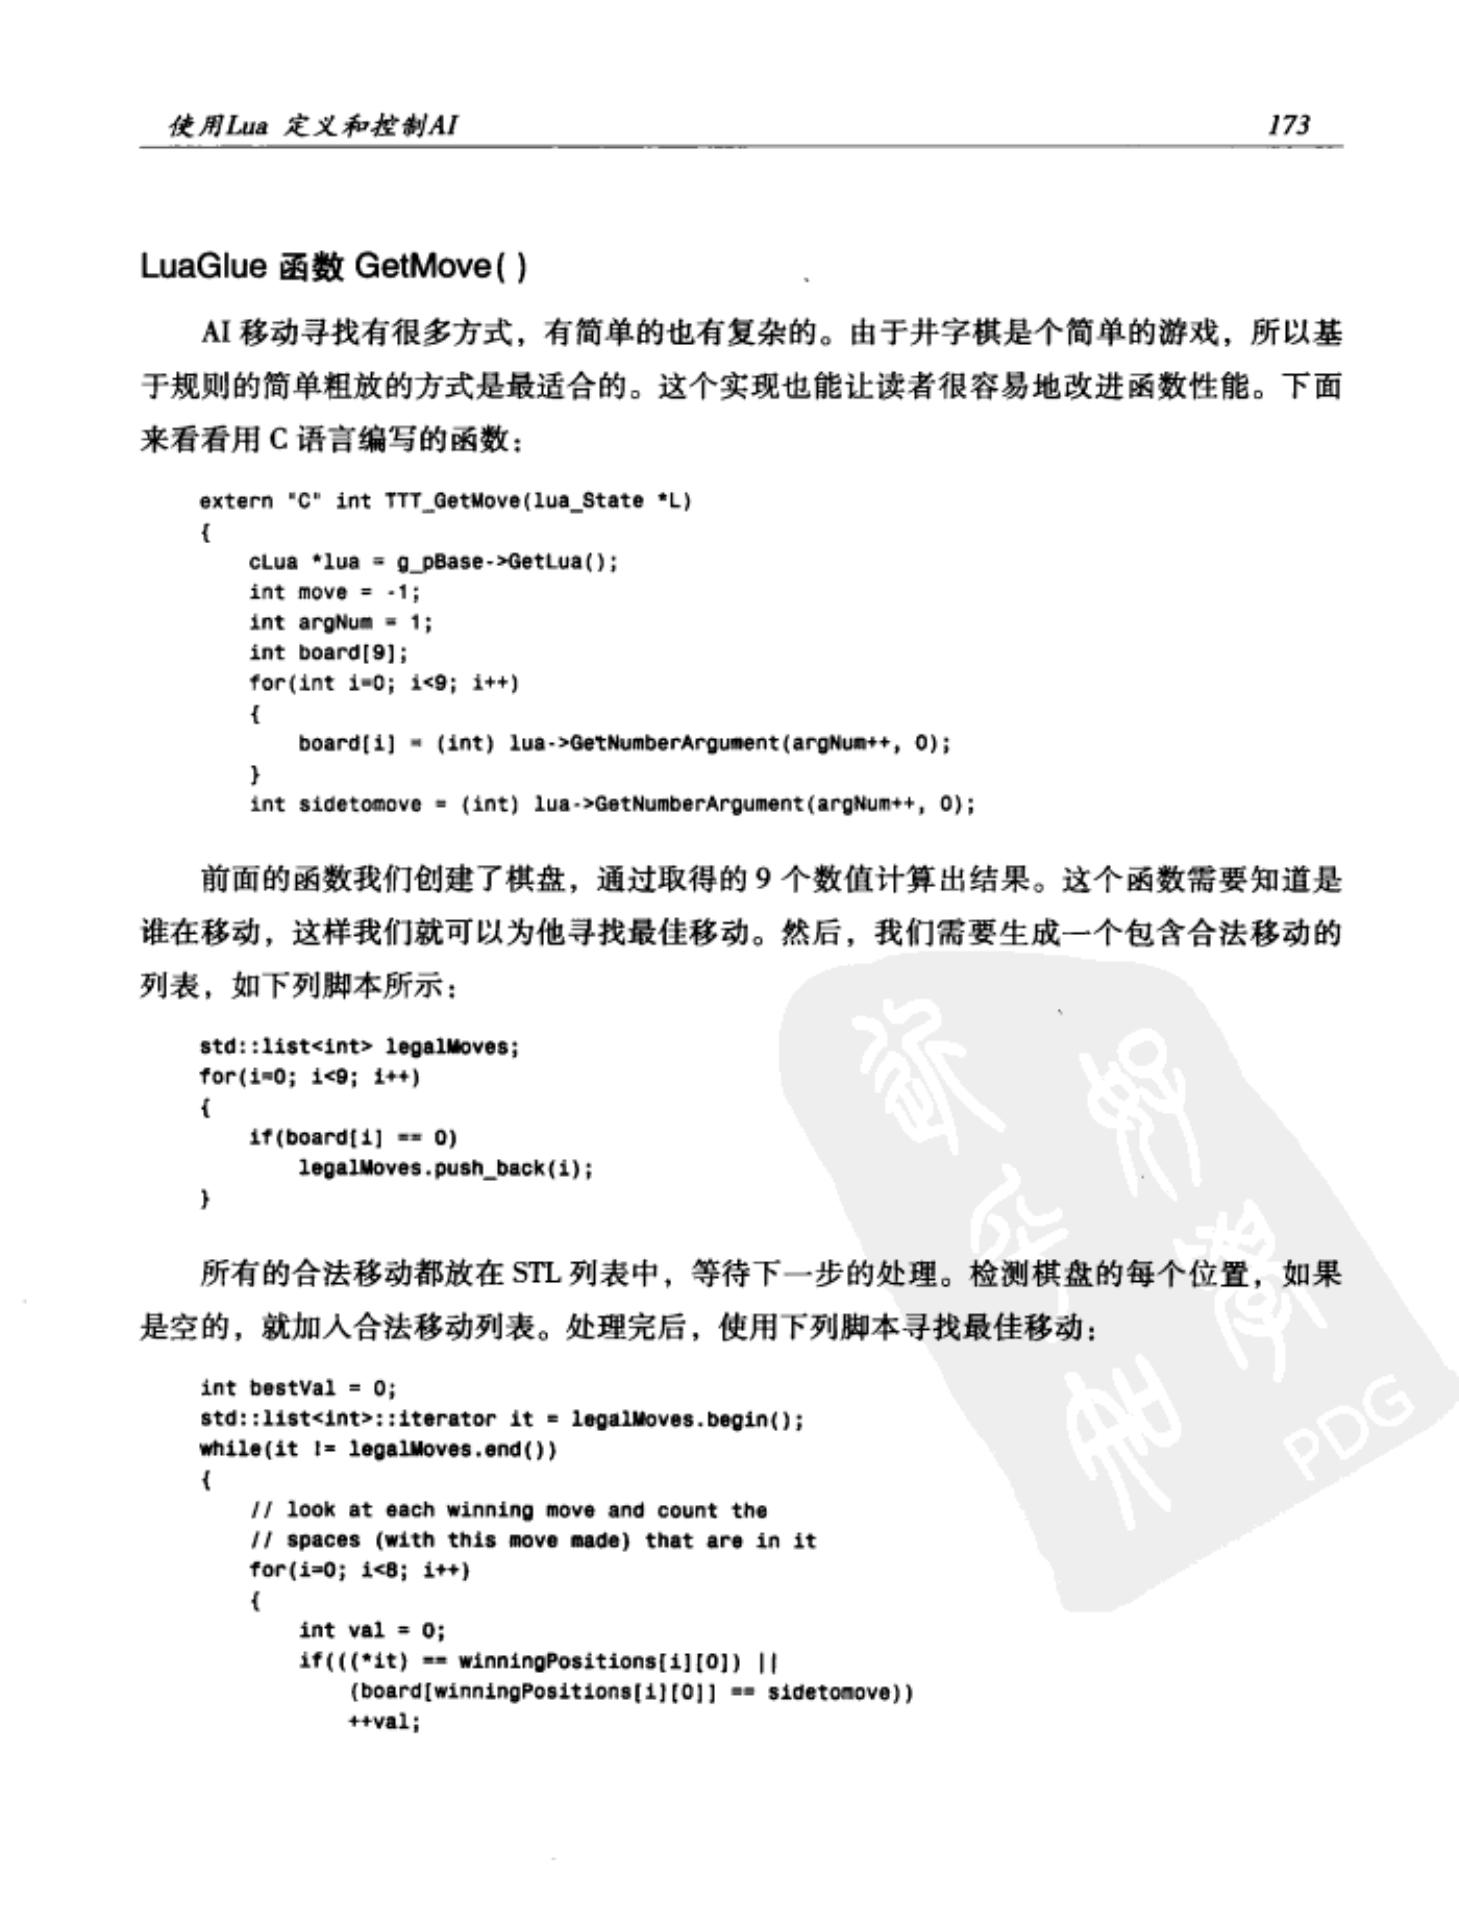 使用Lua 定义和控制AI 173
LuaGlue 函数 GetMove( )
AI 移动寻找有很多方式，有简单的也有复杂的。由于井字棋是个简单的游戏，所以基
于规则的简单粗放的方式是最适合的。这个实现也能让读者很容易地改进函数性能。下面
来看看用 C 语言编写的函数：
extern "C" int TTT_GetMove(lua_State *L)
{
cLua *lua = g_pBase->GetLua();
int move = -1;
int argNum = 1;
int board[9];
for(int i=0; i<9; i++)
{
board[i] = (int) lua->GetNumberArgument(argNum++, 0);
}
int sidetomove = (int) lua->GetNumberArgument(argNum++, 0);
前面的函数我们创建了棋盘，通过取得的 9 个数值计算出结果。这个函数需要知道是
谁在移动，这样我们就可以为他寻找最佳移动。然后，我们需要生成一个包含合法移动的
列表，如下列脚本所示：
std::list<int> legalMoves;
for(i=0; i<9; i++)
{
if(board[i] == 0)
legalMoves.push_back(i);
}
所有的合法移动都放在 STL 列表中，等待下一步的处理。检测棋盘的每个位置，如果
是空的，就加入合法移动列表。处理完后，使用下列脚本寻找最佳移动：
int bestVal = 0;
std::list<int>::iterator it = legalMoves.begin();
while(it != legalMoves.end())
{
// look at each winning move and count the
// spaces (with this move made) that are in it
for(i=0; i<8; i++)
{
int val = 0;
if(((*it) == winningPositions[i][0]) ||
(board[winningPositions[i][0]] == sidetomove))
++val;
PDG